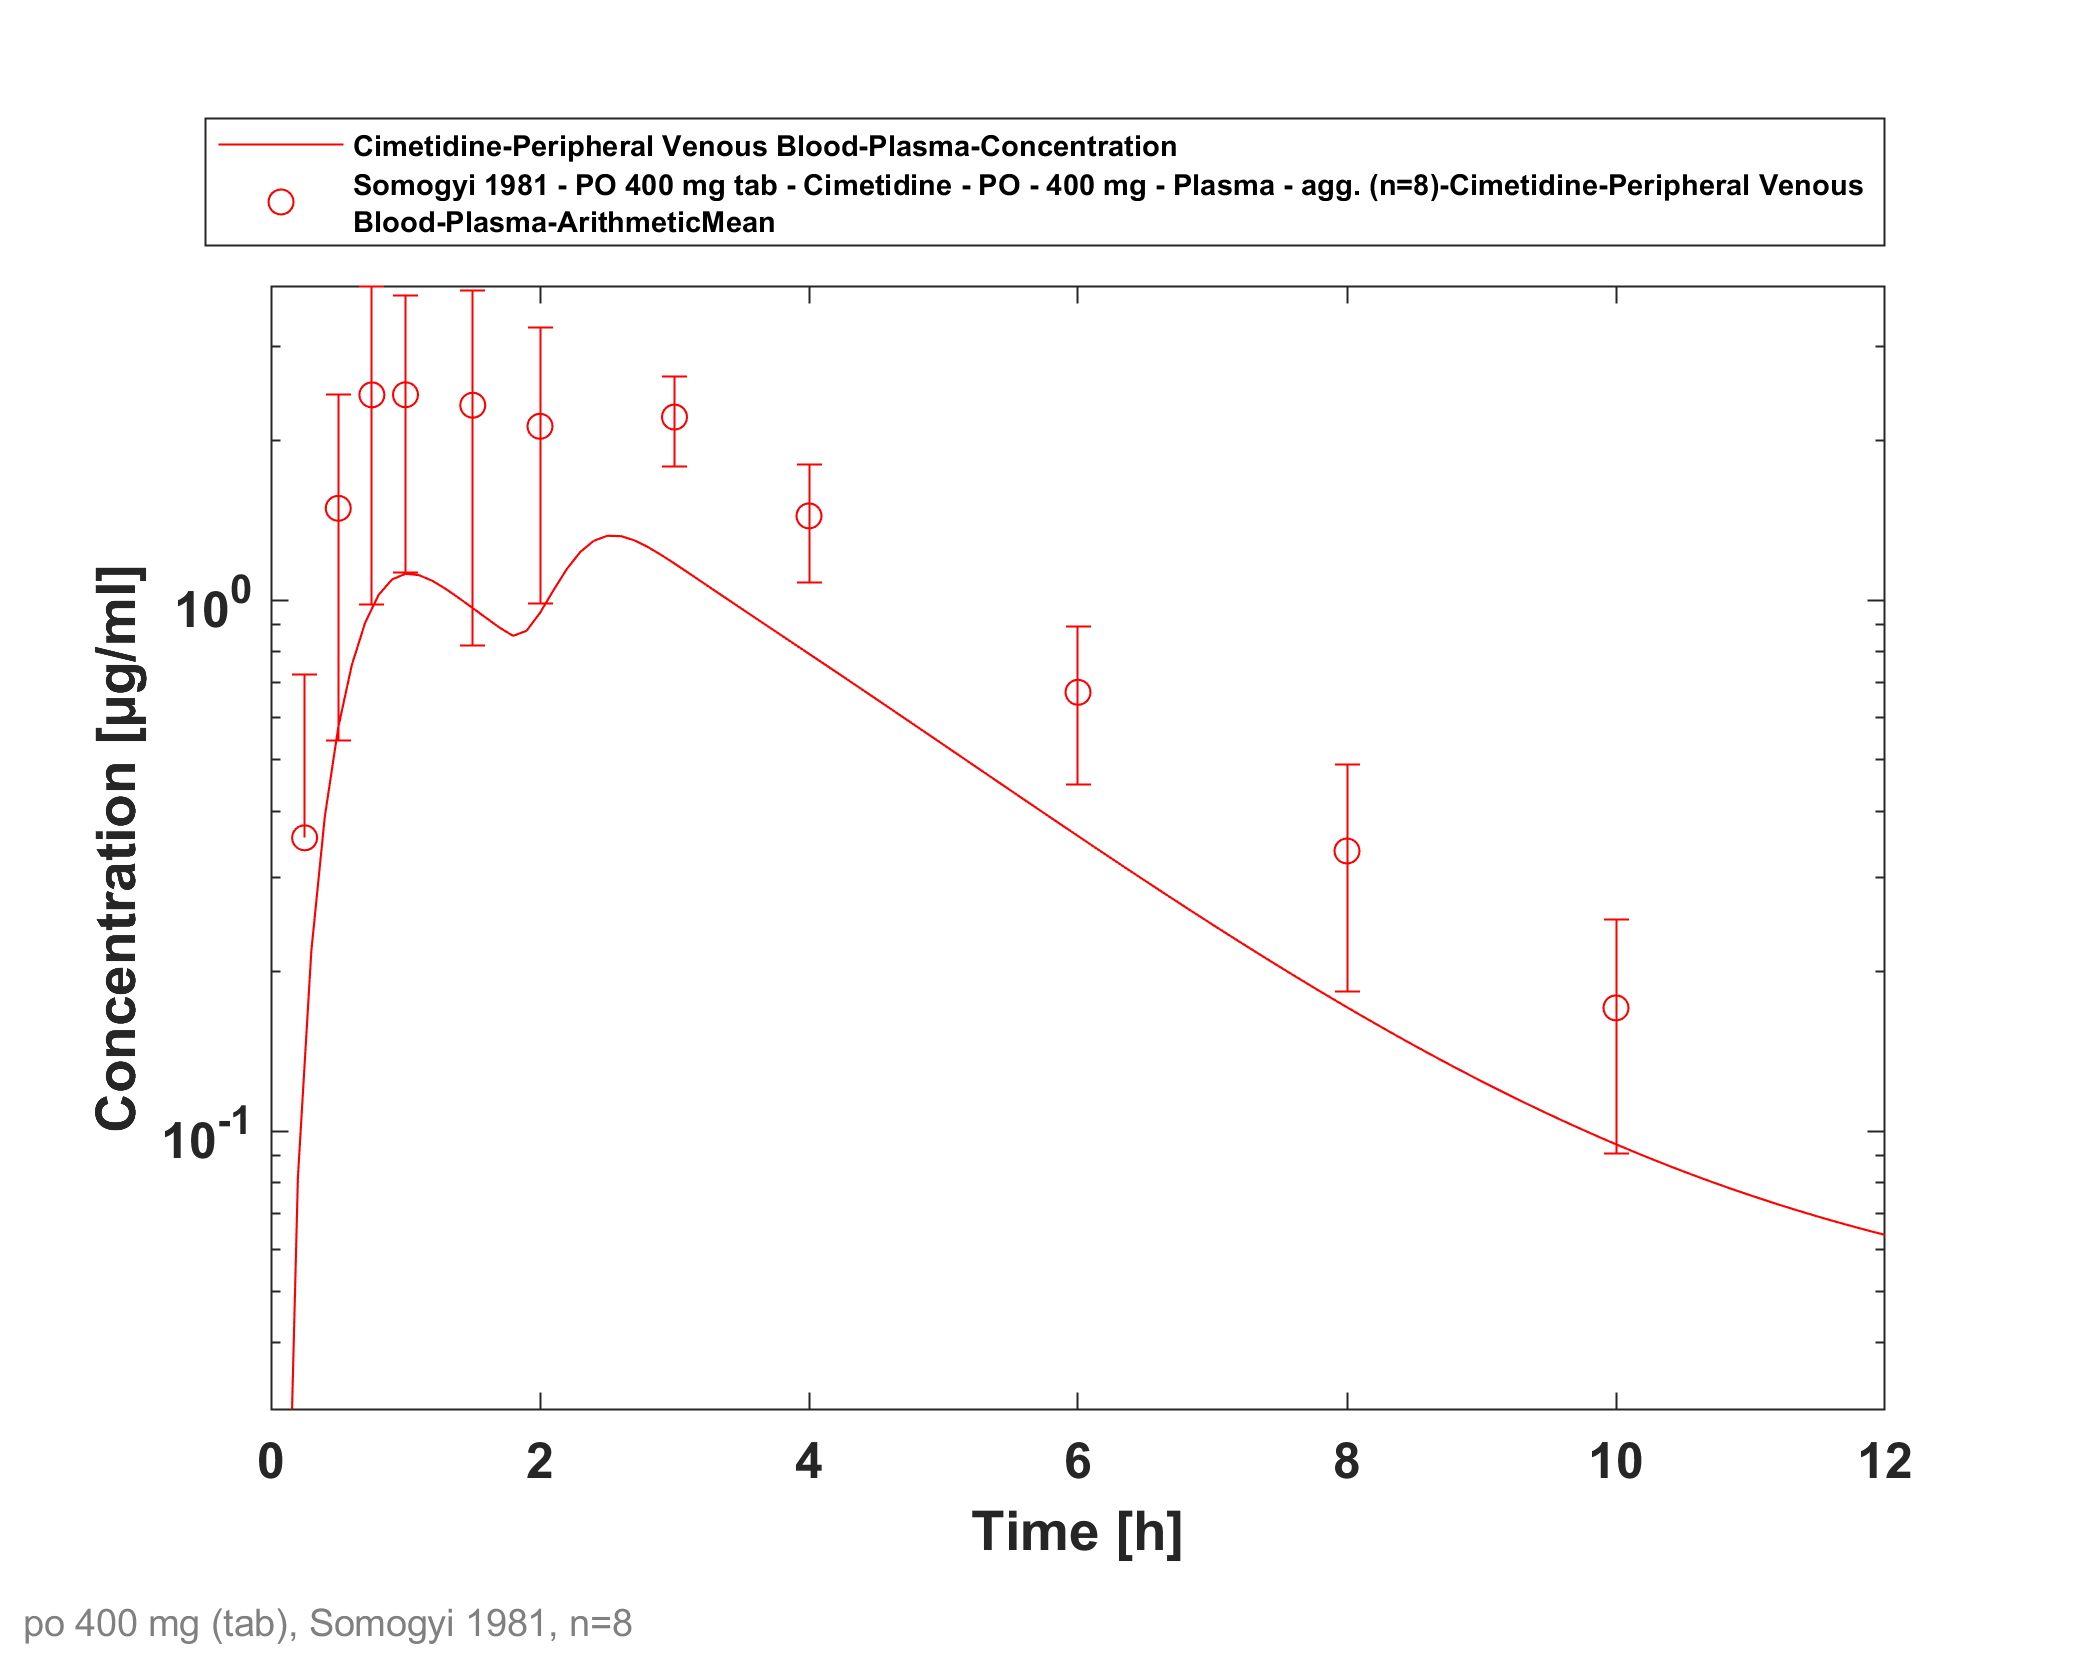 Cimetidine-Peripheral Venous Blood-Plasma-Concentration
Somogyi 1981 - PO 400 mg tab - Cimetidine - PO - 400 mg - Plasma - agg. (n=8)-Cimetidine-Peripheral Venous
Blood-Plasma-ArithmeticMean
Concentration [µg/ml]
10^0
10^-1
0 2 4 6 8 10 12
Time [h]
po 400 mg (tab), Somogyi 1981, n=8